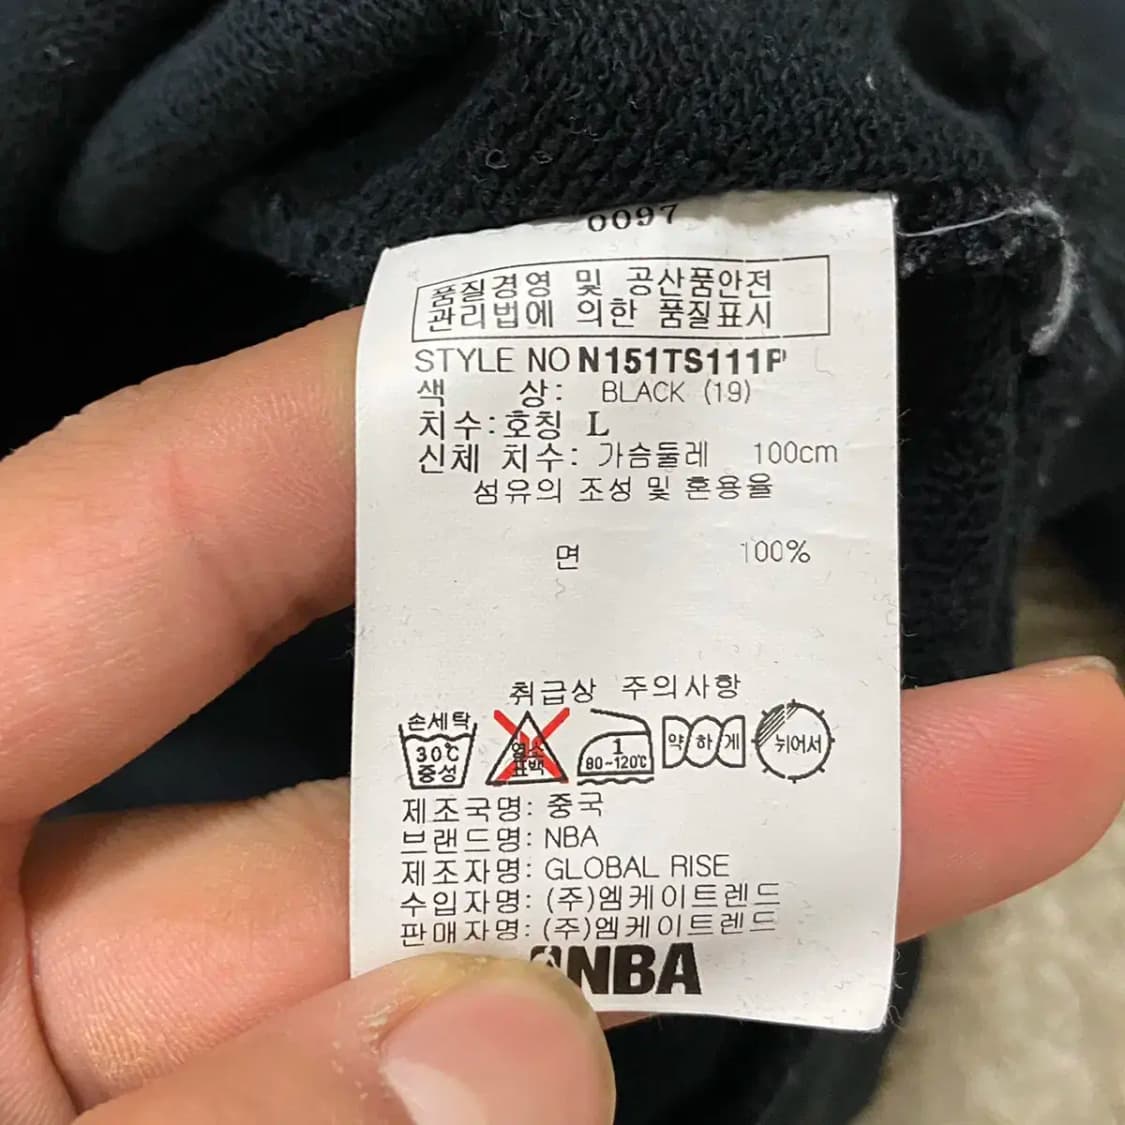 0097
품질경영 및 공산품안전
관리법에 의한 품질표시
STYLE NO N151TS111P
색 상: BLACK (19)
치수: 호칭 L
신체 치수: 가슴둘레 100cm
섬유의 조성 및 혼용율
면 100%
취급상 주의사항
손세탁
30℃
중성
염소
표백
1
80~120℃
약하게
뉘어서
제조국명: 중국
브랜드명: NBA
제조자명: GLOBAL RISE
수입자명: (주)엠케이트렌드
판매자명: (주)엠케이트렌드
NBA